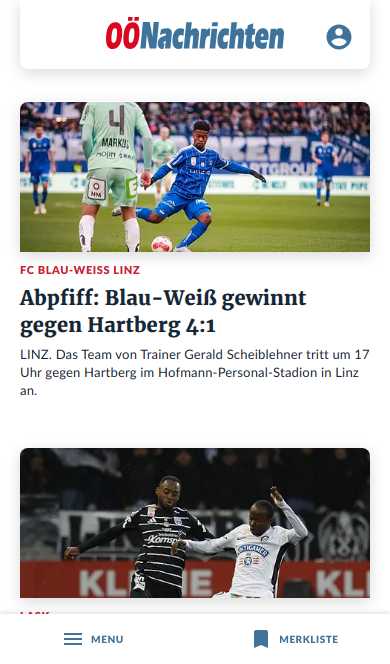 OÖNachrichten
4
MARKUS
FC BLAU-WEISS LINZ
Abpfiff: Blau-Weiß gewinnt
gegen Hartberg 4:1
LINZ. Das Team von Trainer Gerald Scheiblehner tritt um 17
Uhr gegen Hartberg im Hofmann-Personal-Stadion in Linz
an.
LASK
MENU
MERKLISTE